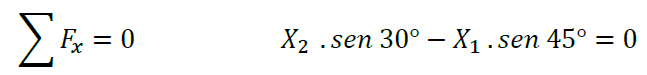 ∑ Fₓ = 0    X₂ . sen 30° − X₁ . sen 45° = 0